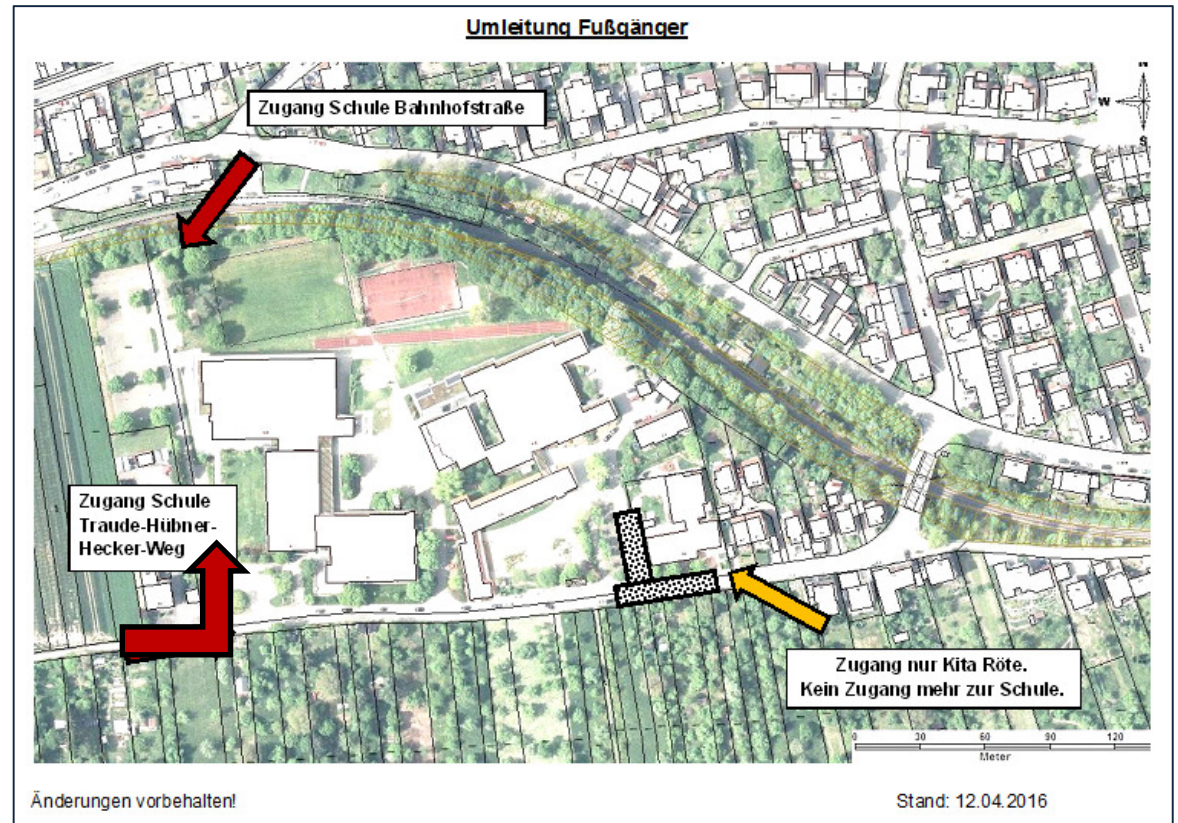 Umleitung Fußgänger
Zugang Schule Bahnhofstraße
N
W
S
Zugang Schule
Traude-Hübner-
Hecker-Weg
Zugang nur Kita Röte.
Kein Zugang mehr zur Schule.
0 30 60 90 120
Meter
Änderungen vorbehalten!
Stand: 12.04.2016